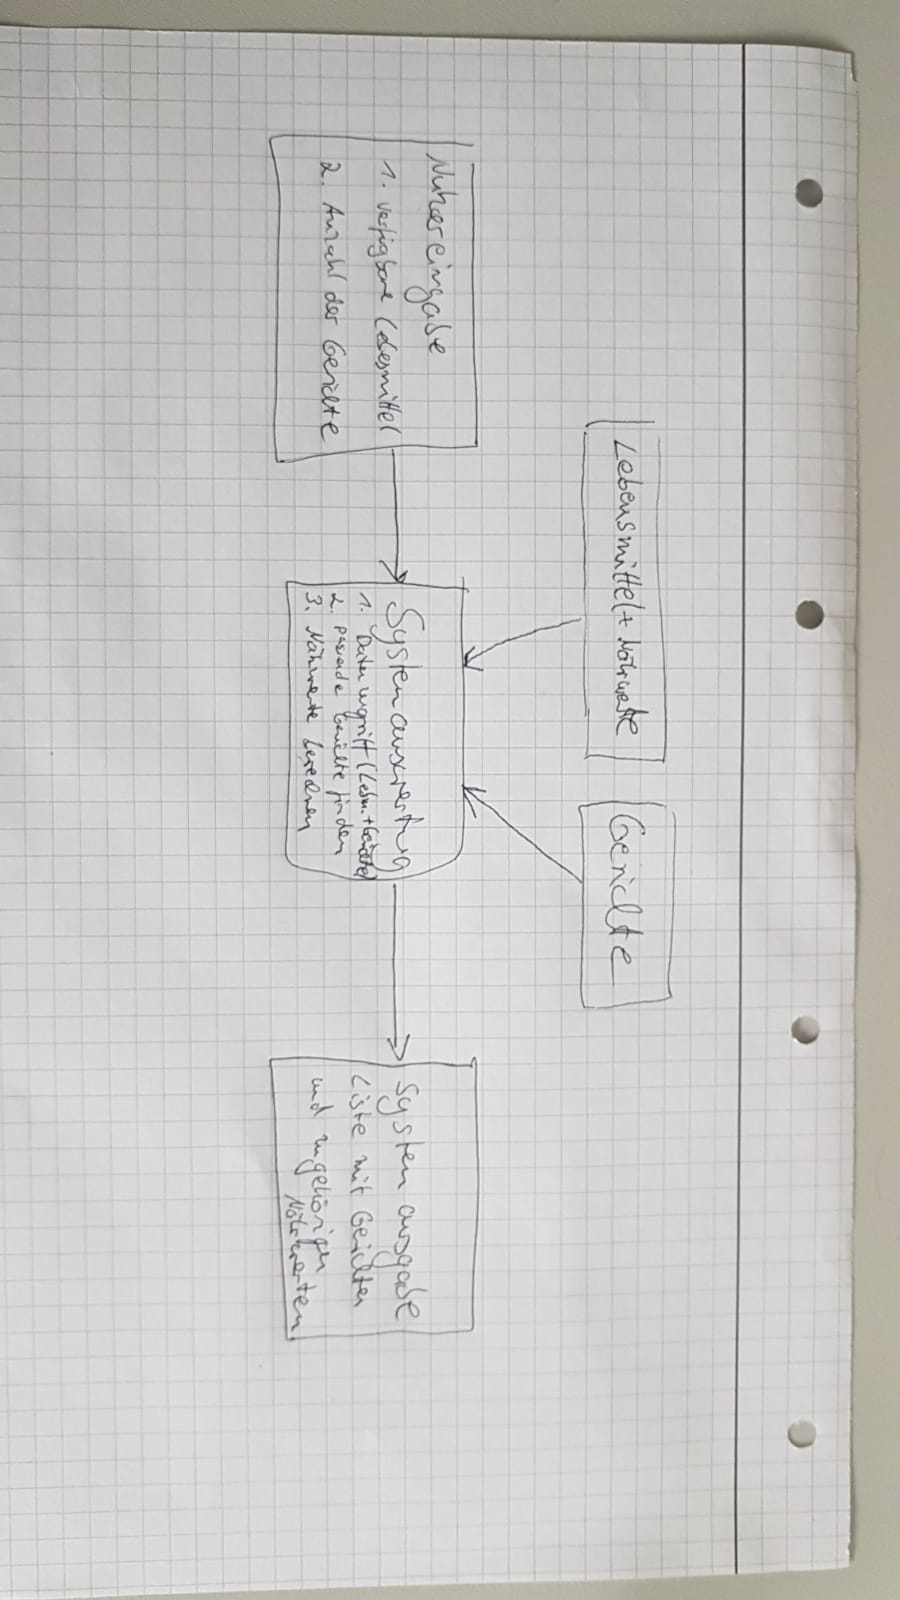 Lebensmittel + Nährwerte
Gerichte
Nutzereingabe
1. verfügbare Lebesmittel
2. Anzahl der Gerichte
Systemauswertung
1. Datenzugriff (Lebm. + Gerichte)
2. passende Gerichte finden
3. Nährwerte berechnen
Systemausgabe
Liste mit Gerichten
und zugehörigen
Nährwerten